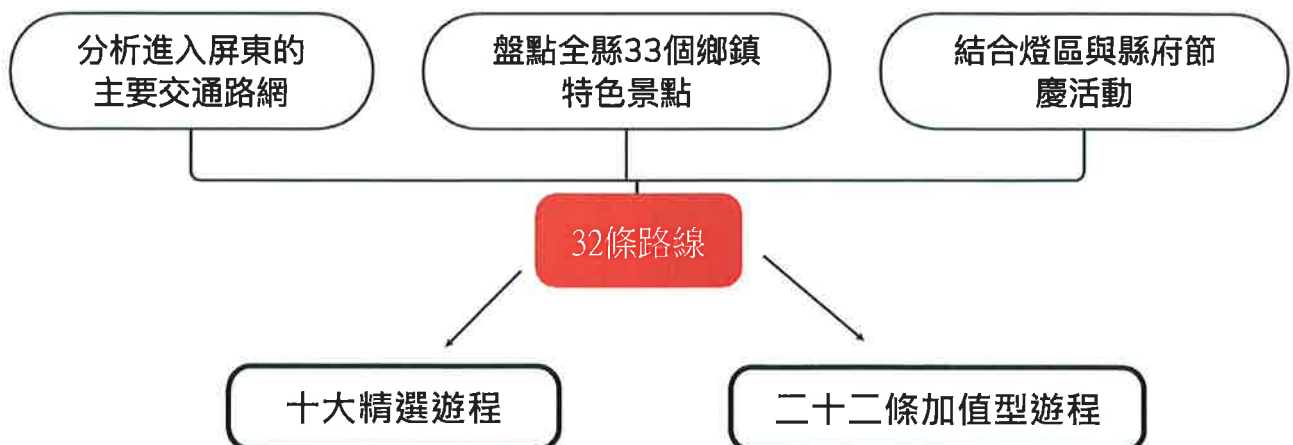 分析進入屏東的
主要交通路網
盤點全縣33個鄉鎮
特色景點
結合燈區與縣府節
慶活動
32條路線
十大精選遊程
二十二條加值型遊程